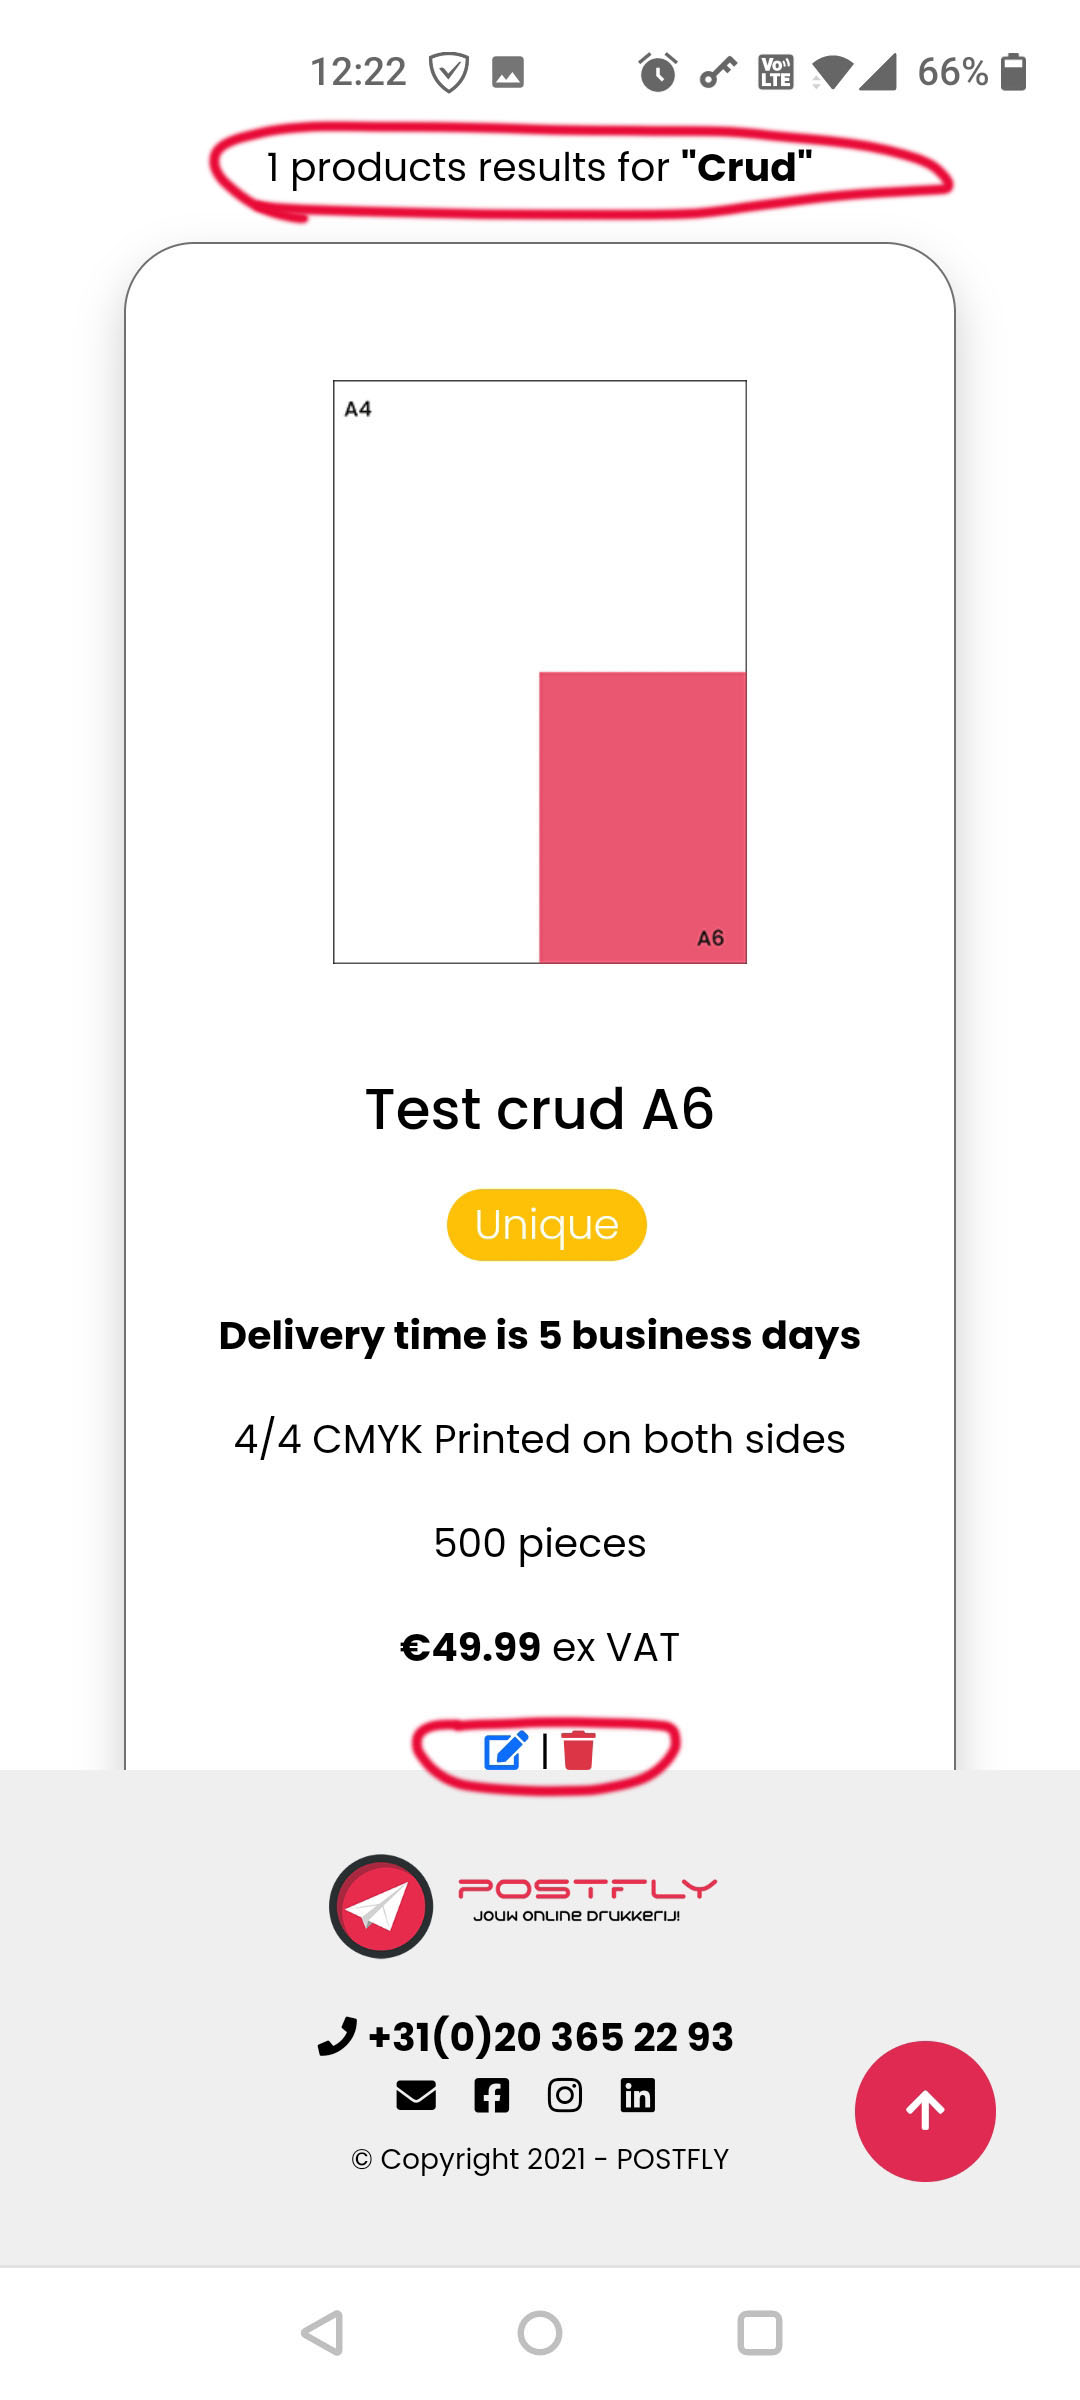 12:22 Vo LTE 66%
1 products results for "Crud"
A4
A6
Test crud A6
Unique
Delivery time is 5 business days
4/4 CMYK Printed on both sides
500 pieces
€49.99 ex VAT
|
POSTFLY
JOUW ONLINE DRUKKERIJ!
+31(0)20 365 22 93
© Copyright 2021 - POSTFLY